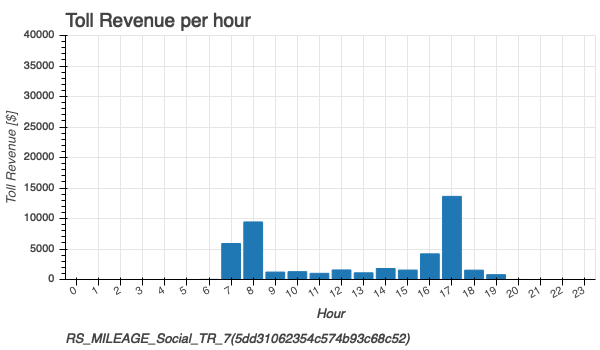 Toll Revenue per hour
40000
35000
30000
25000
20000
15000
10000
5000
0
Toll Revenue [$]
0 1 2 3 4 5 6 7 8 9 10 11 12 13 14 15 16 17 18 19 20 21 22 23
Hour
RS_MILEAGE_Social_TR_7(5dd31062354c574b93c68c52)